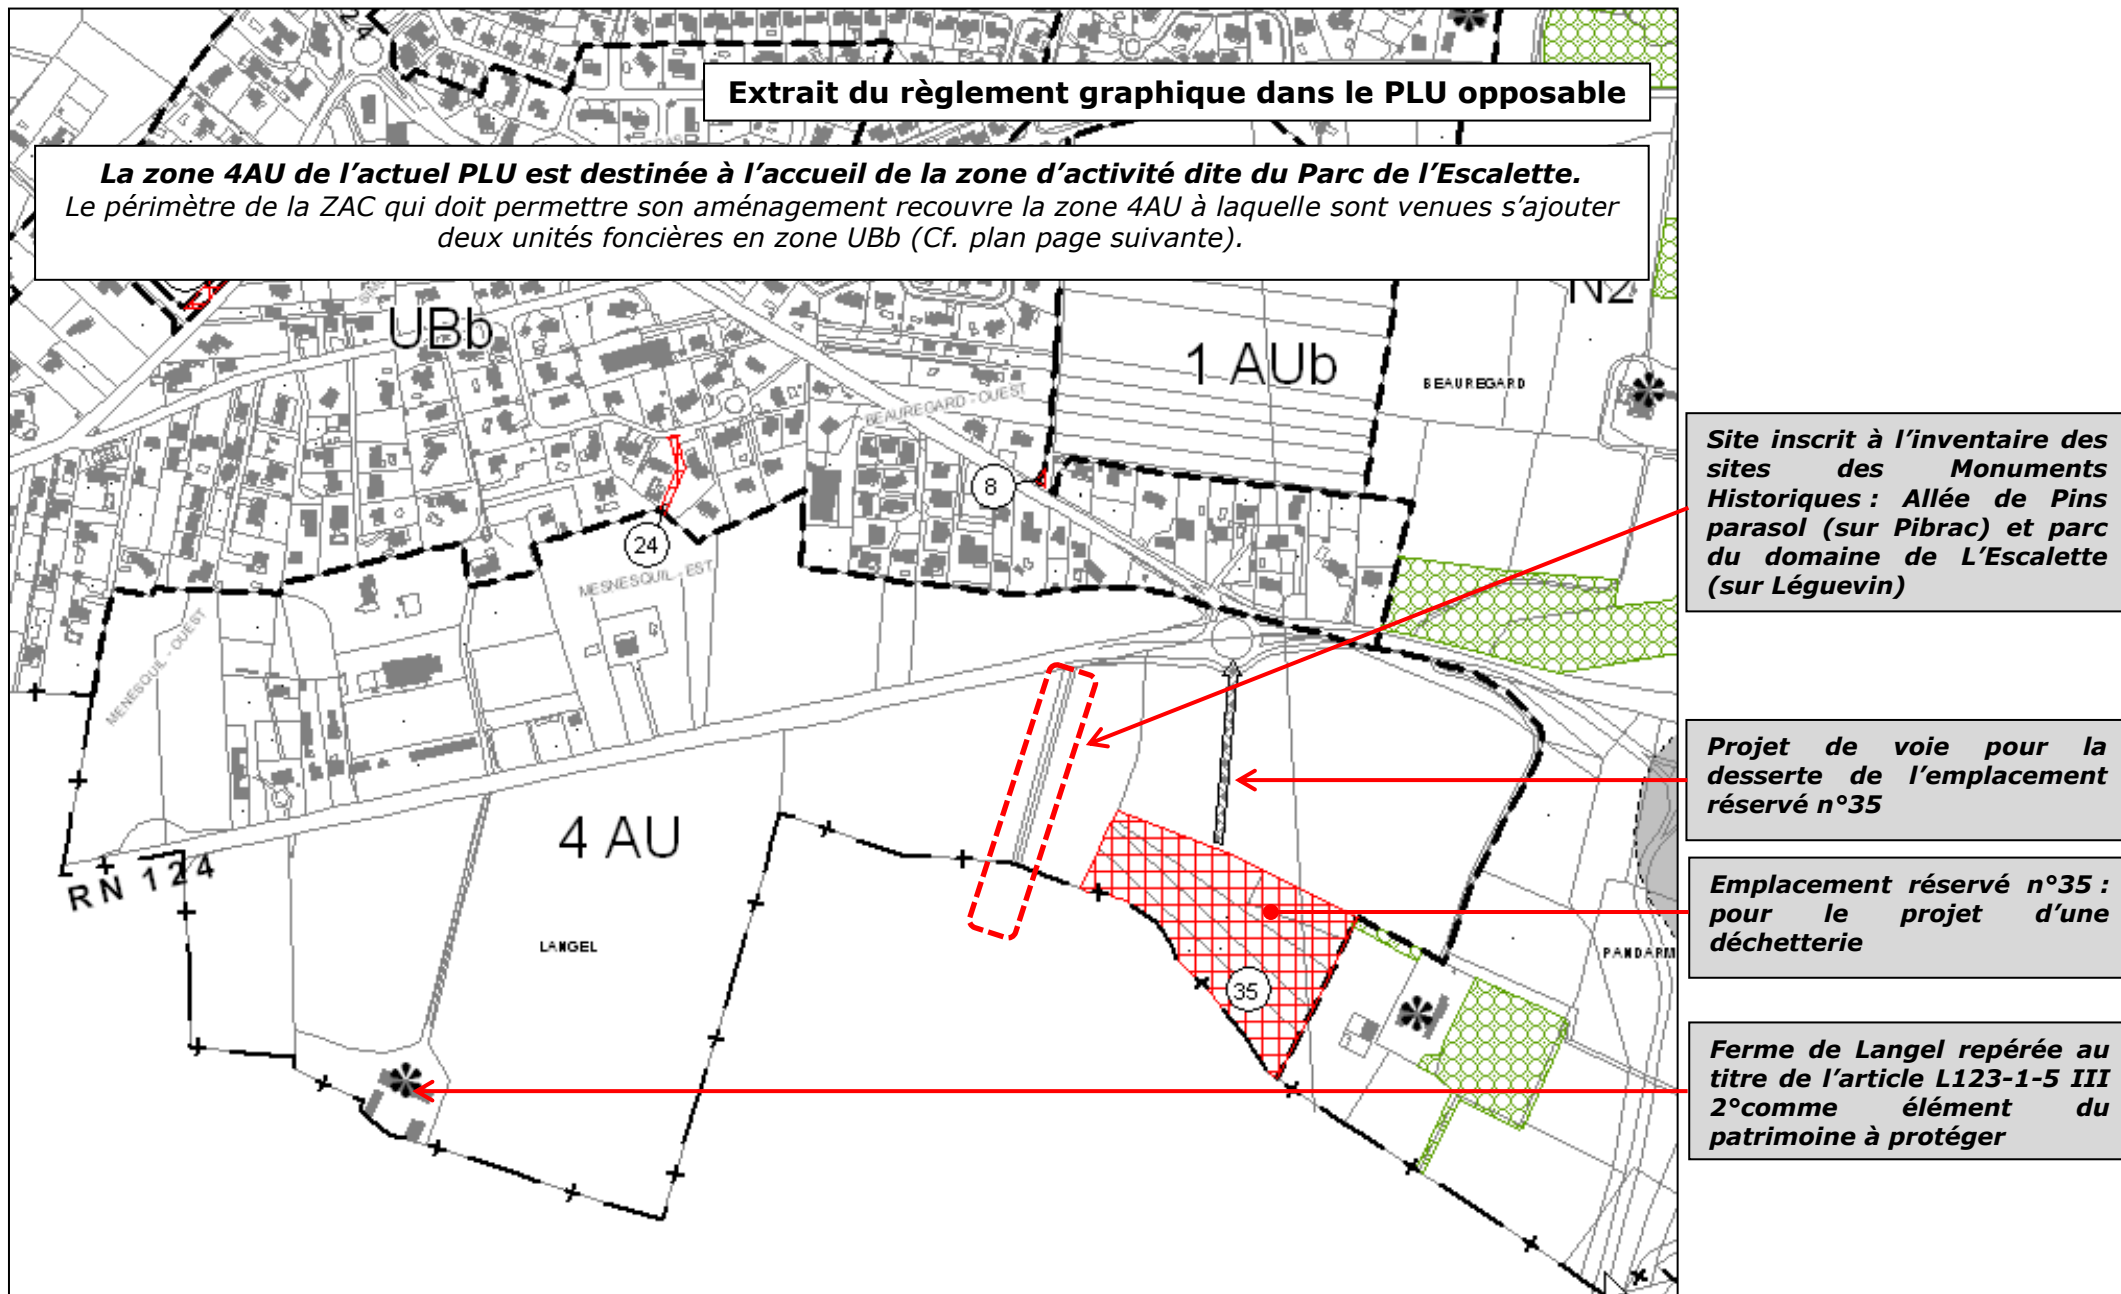 Extrait du règlement graphique dans le PLU opposable
La zone 4AU de l'actuel PLU est destinée à l'accueil de la zone d'activité dite du Parc de l'Escalette.
Le périmètre de la ZAC qui doit permettre son aménagement recouvre la zone 4AU à laquelle sont venues s'ajouter
deux unités foncières en zone UBb (Cf. plan page suivante).
N2
UBb
1 AUb
BEAUREGARD
BEAUREGARD - OUEST
8
24
MESNESQUIL - EST
MENESQUIL - OUEST
4 AU
RN 124
LANGEL
35
PANDARM
Site inscrit à l'inventaire des
sites des Monuments
Historiques : Allée de Pins
parasol (sur Pibrac) et parc
du domaine de L'Escalette
(sur Léguevin)
Projet de voie pour la
desserte de l'emplacement
réservé n°35
Emplacement réservé n°35 :
pour le projet d'une
déchetterie
Ferme de Langel repérée au
titre de l'article L123-1-5 III
2°comme élément du
patrimoine à protéger